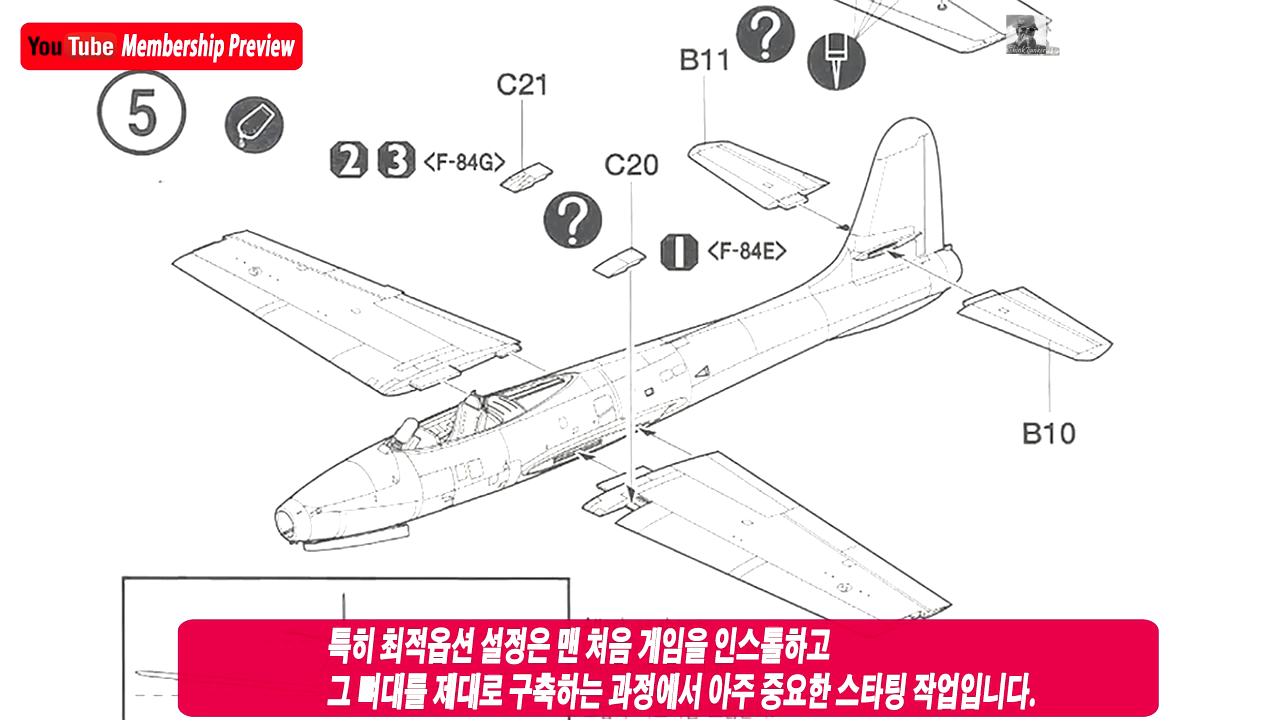 You Tube Membership Preview
B11
C21
5
2 3 <F-84G>
C20
1 <F-84E>
B10
특히 최적옵션 설정은 맨 처음 게임을 인스톨하고
그 뼈대를 제대로 구축하는 과정에서 아주 중요한 스타팅 작업입니다.